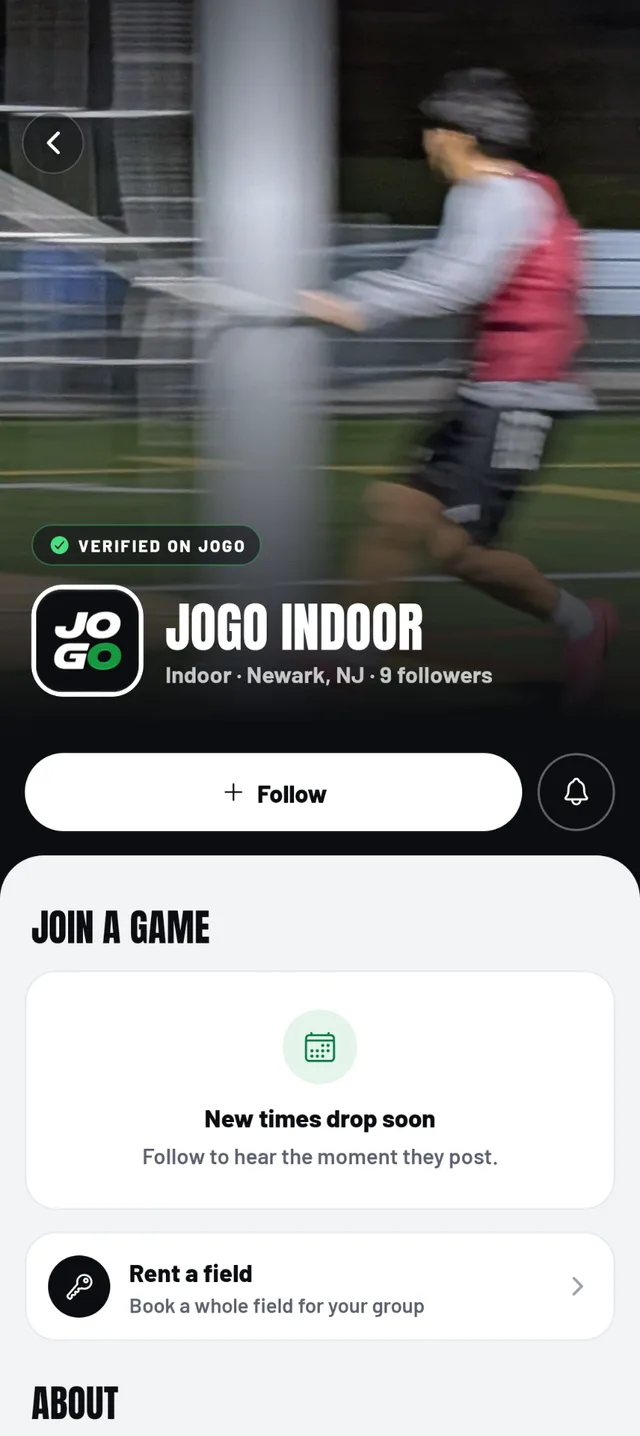 VERIFIED ON JOGO
JO
GO
JOGO INDOOR
Indoor · Newark, NJ · 9 followers
+ Follow
JOIN A GAME
New times drop soon
Follow to hear the moment they post.
Rent a field
Book a whole field for your group
ABOUT